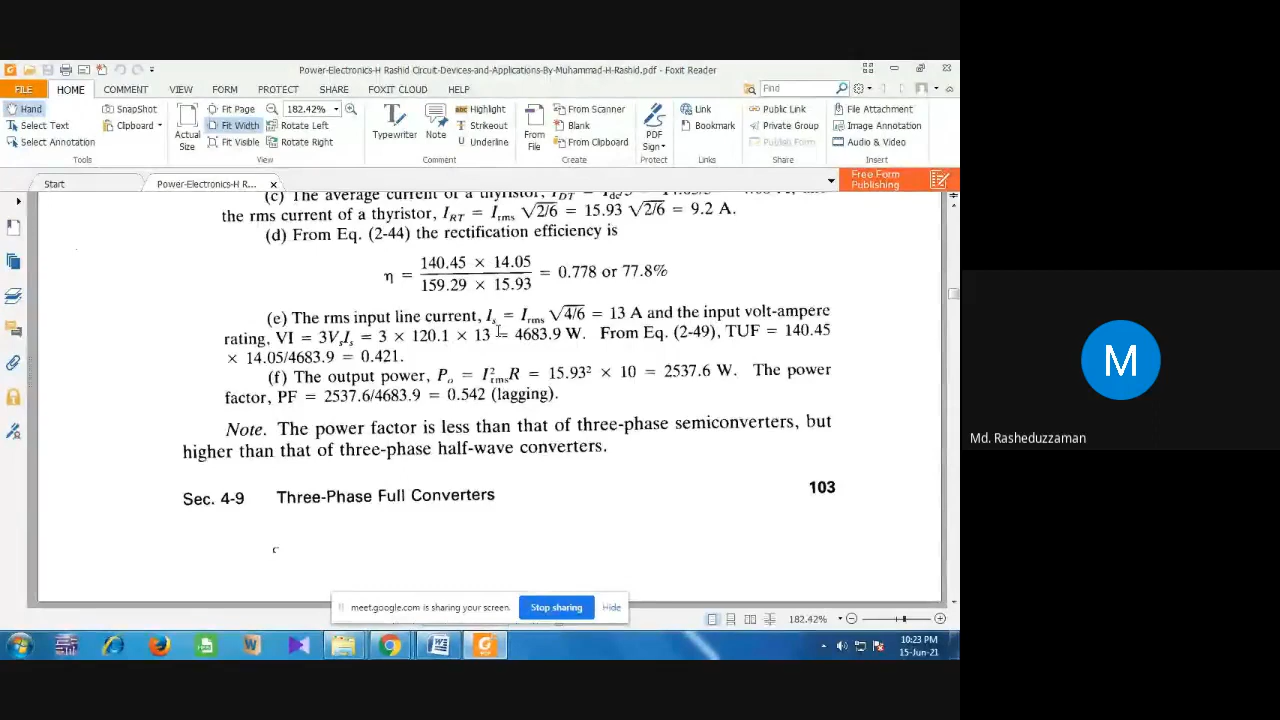 Power-Electronics-H Rashid Circuit-Devices-and-Applications-By-Muhammad-H-Rashid.pdf - Foxit Reader
FILE HOME COMMENT VIEW FORM PROTECT SHARE FOXIT CLOUD HELP Find
Hand SnapShot Fit Page 182.42% Highlight From Scanner Link Public Link File Attachment
Select Text Clipboard Fit Width Rotate Left Strikeout Blank Bookmark Private Group Image Annotation
Select Annotation Actual Size Fit Visible Rotate Right Typewriter Note Underline From File From Clipboard PDF Sign Publish Form Audio & Video
Tools View Comment Create Protect Links Share Insert
Start Power-Electronics-H R... Free Form Publishing
(c) The average current of a thyristor,
the rms current of a thyristor, I_RT = I_rms √2/6 = 15.93 √2/6 = 9.2 A.
(d) From Eq. (2-44) the rectification efficiency is
η = 140.45 × 14.05 / 159.29 × 15.93 = 0.778 or 77.8%
(e) The rms input line current, I_s = I_rms √4/6 = 13 A and the input volt-ampere
rating, VI = 3V_sI_s = 3 × 120.1 × 13 = 4683.9 W. From Eq. (2-49), TUF = 140.45
× 14.05/4683.9 = 0.421.
(f) The output power, P_o = I²_rmsR = 15.93² × 10 = 2537.6 W. The power
factor, PF = 2537.6/4683.9 = 0.542 (lagging).
Note. The power factor is less than that of three-phase semiconverters, but
higher than that of three-phase half-wave converters.
Sec. 4-9 Three-Phase Full Converters 103
meet.google.com is sharing your screen. Stop sharing Hide
182.42%
10:23 PM
15-Jun-21
M
Md. Rasheduzzaman